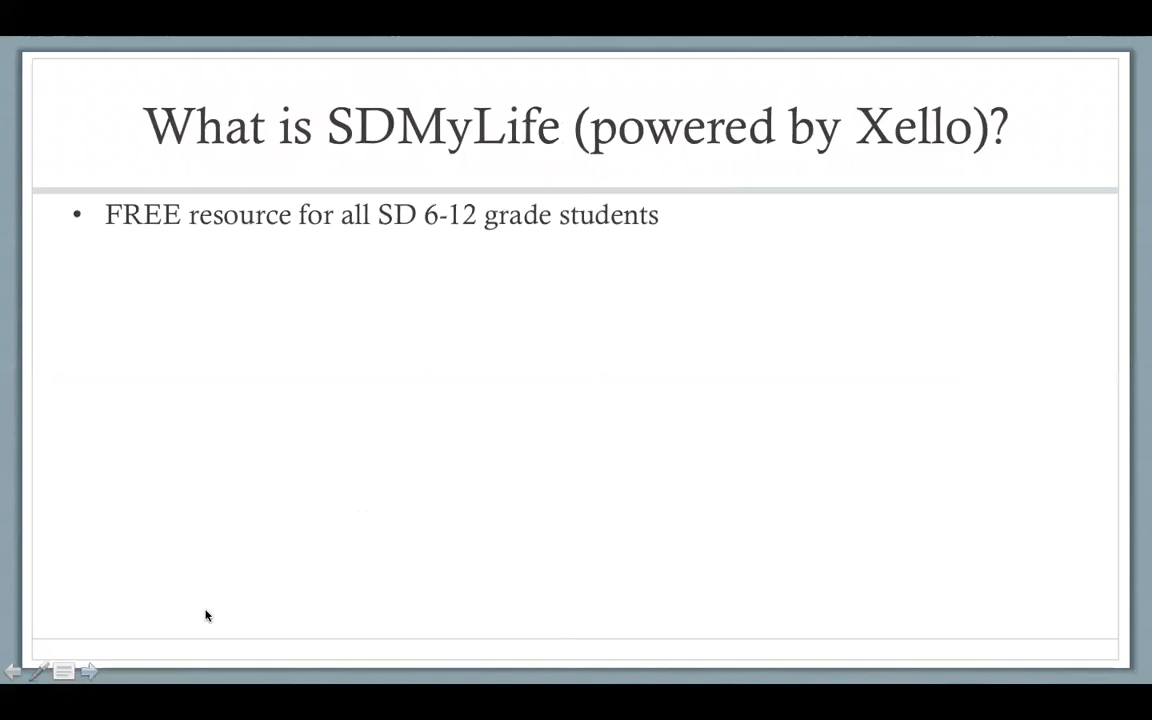 What is SDMyLife (powered by Xello)?
• FREE resource for all SD 6-12 grade students